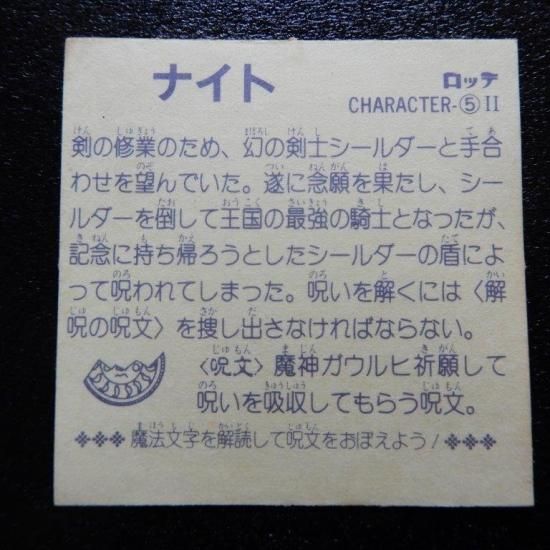 ナイト
ロッテ
CHARACTER-⑤II
剣の修業のため、幻の剣士シールダーと手合
わせを望んでいた。遂に念願を果たし、シー
ルダーを倒して王国の最強の騎士となったが、
記念に持ち帰ろうとしたシールダーの盾によ
って呪われてしまった。呪いを解くには〈解
呪の呪文〉を捜し出さなければならない。
〈呪文〉魔神ガウルヒ祈願して
呪いを吸収してもらう呪文。
魔法文字を解読して呪文をおぼえよう!